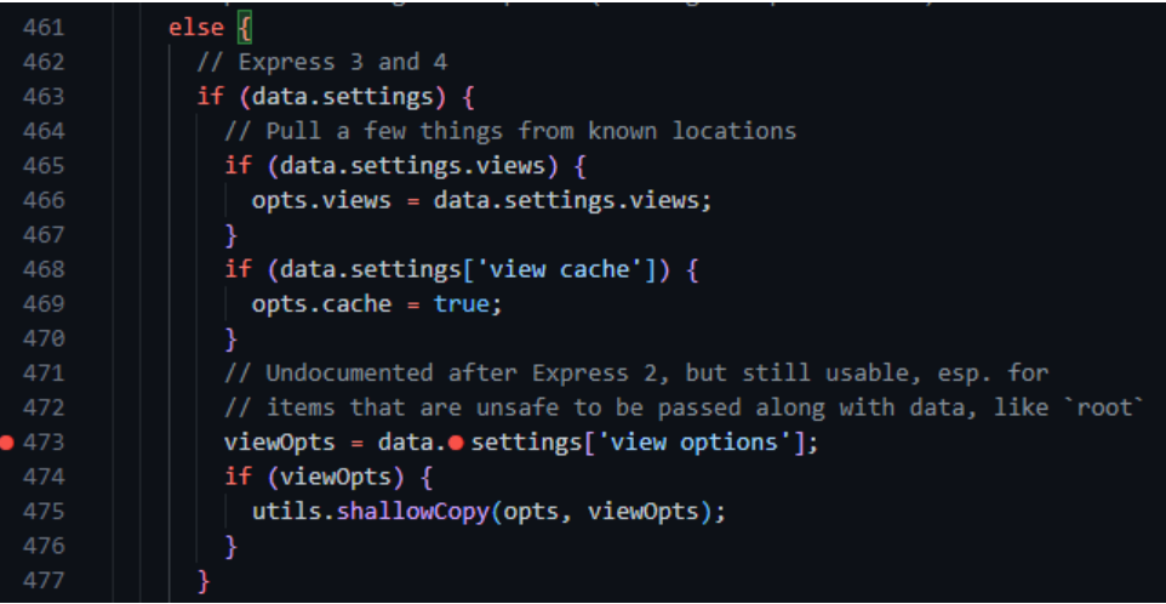 461 else {
462 // Express 3 and 4
463 if (data.settings) {
464 // Pull a few things from known locations
465 if (data.settings.views) {
466 opts.views = data.settings.views;
467 }
468 if (data.settings['view cache']) {
469 opts.cache = true;
470 }
471 // Undocumented after Express 2, but still usable, esp. for
472 // items that are unsafe to be passed along with data, like `root`
473 viewOpts = data.settings['view options'];
474 if (viewOpts) {
475 utils.shallowCopy(opts, viewOpts);
476 }
477 }